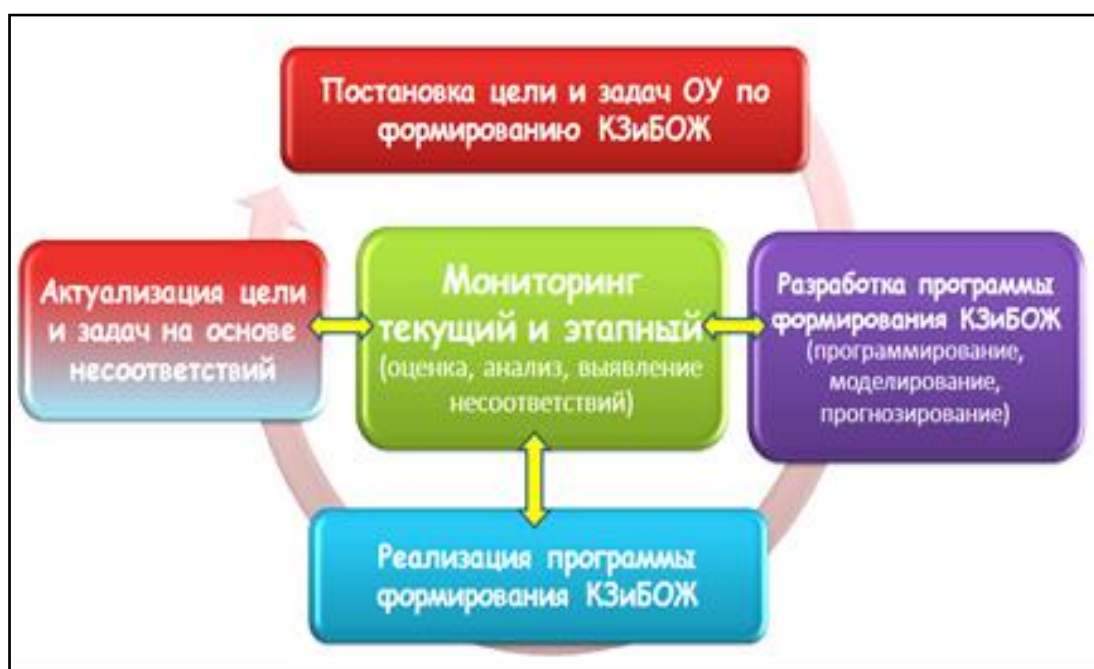 Постановка цели и задач ОУ по
формированию КЗиБОЖ
Актуализация цели
и задач на основе
несоответствий
Мониторинг
текущий и этапный
(оценка, анализ, выявление
несоответствий)
Разработка программы
формирования КЗиБОЖ
(программирование,
моделирование,
прогнозирование)
Реализация программы
формирования КЗиБОЖ